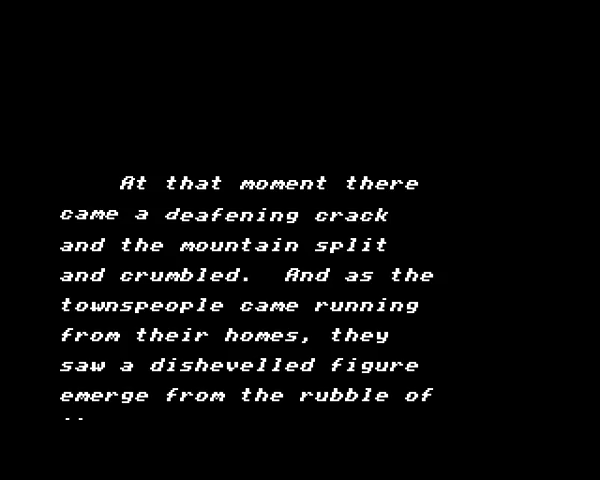 At that moment there
came a deafening crack
and the mountain split
and crumbled.  And as the
townspeople came running
from their homes, they
saw a dishevelled figure
emerge from the rubble of